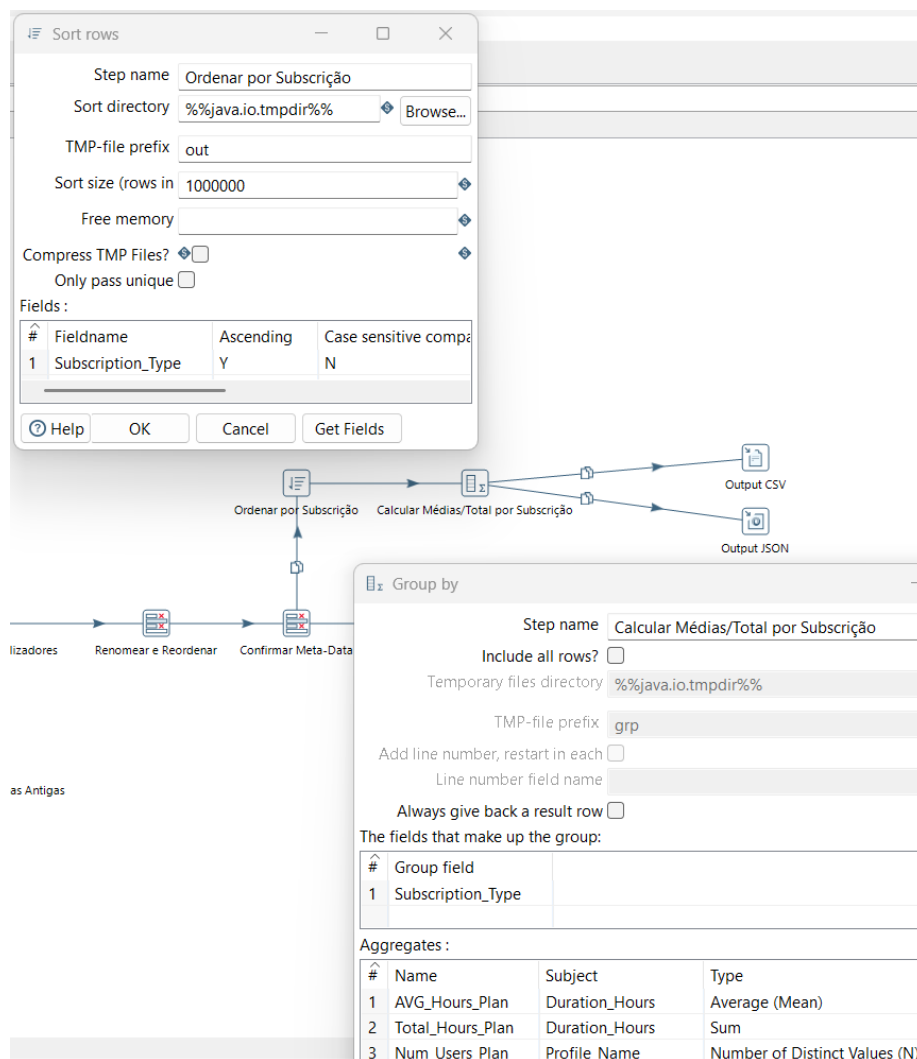 Sort rows
Step name Ordenar por Subscrição
Sort directory %%java.io.tmpdir%% Browse...
TMP-file prefix out
Sort size (rows in 1000000
Free memory
Compress TMP Files?
Only pass unique
Fields :
# Fieldname Ascending Case sensitive compa
1 Subscription_Type Y N
Help OK Cancel Get Fields
Output CSV
Ordenar por Subscrição Calcular Médias/Total por Subscrição
Output JSON
lizadores Renomear e Reordenar Confirmar Meta-Data
as Antigas
Group by
Step name Calcular Médias/Total por Subscrição
Include all rows?
Temporary files directory %%java.io.tmpdir%%
TMP-file prefix grp
Add line number, restart in each
Line number field name
Always give back a result row
The fields that make up the group:
# Group field
1 Subscription_Type
Aggregates :
# Name Subject Type
1 AVG_Hours_Plan Duration_Hours Average (Mean)
2 Total_Hours_Plan Duration_Hours Sum
3 Num_Users_Plan Profile_Name Number of Distinct Values (N)